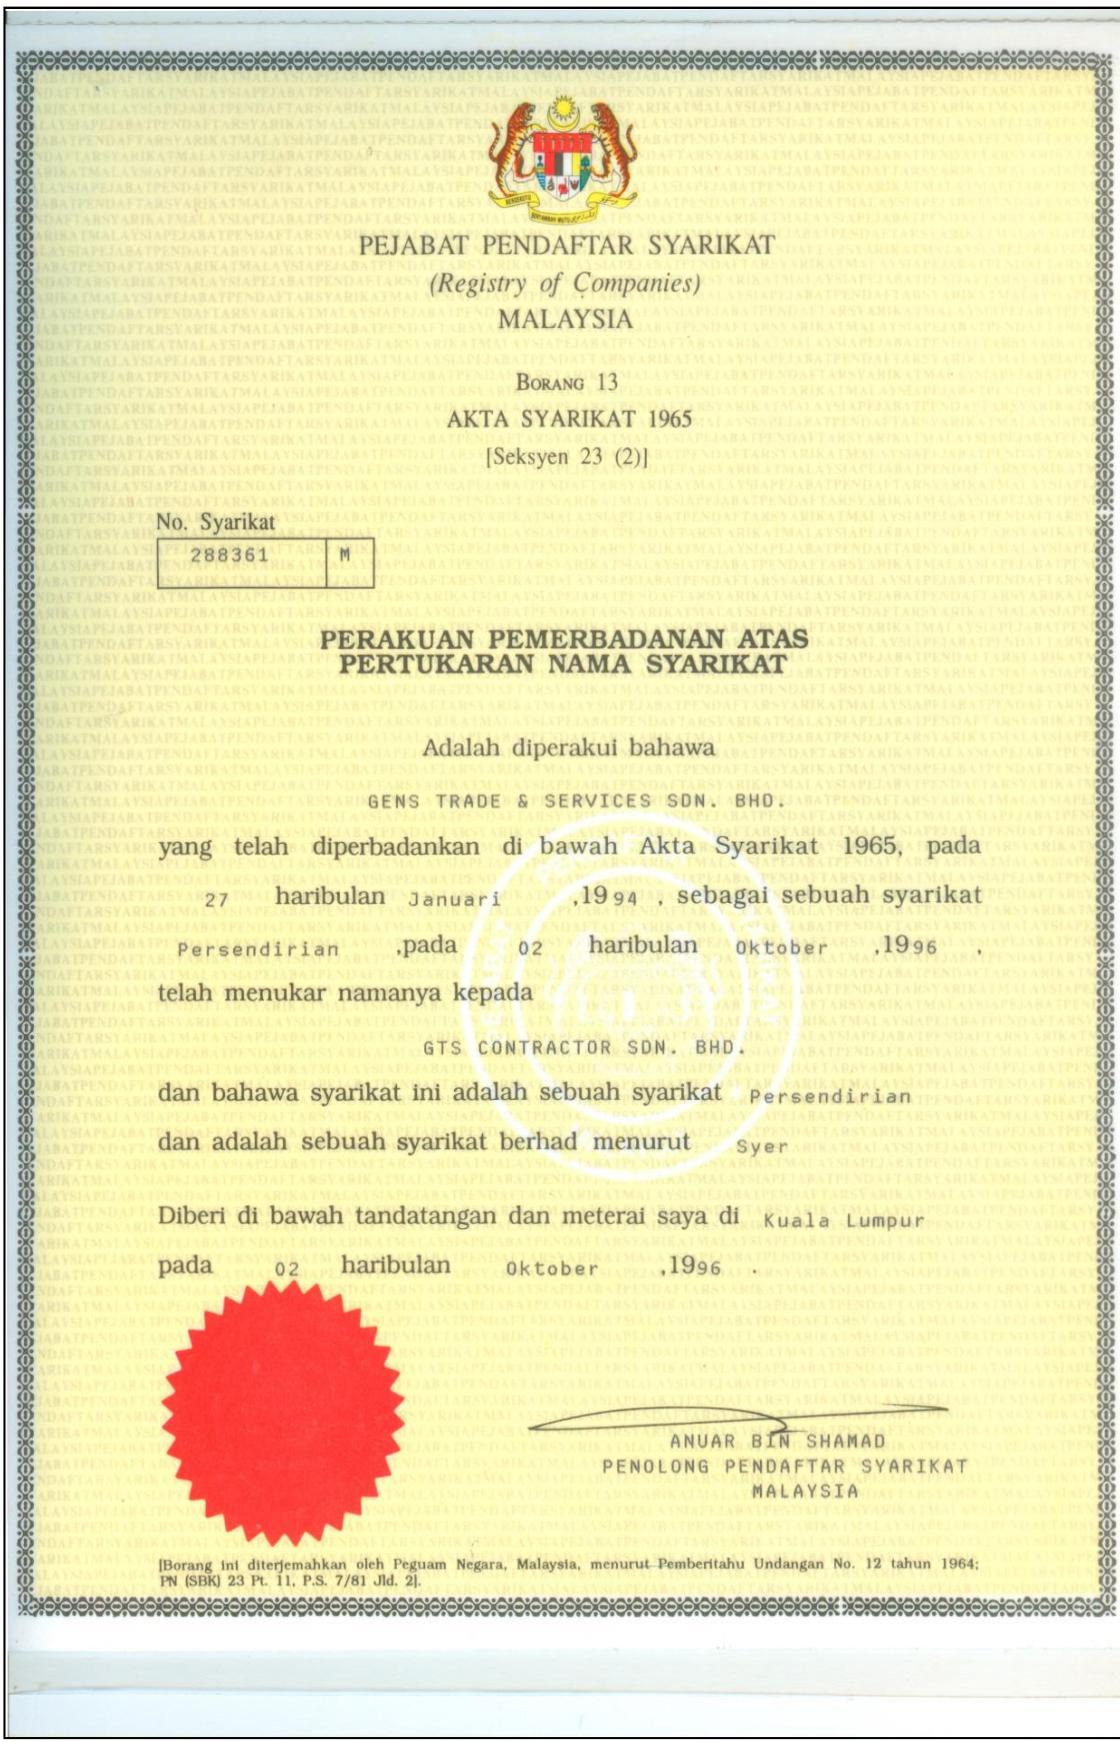 BERSEKUTU
BERTAMBAH MUTU
PEJABAT PENDAFTAR SYARIKAT
(Registry of Companies)
MALAYSIA
BORANG 13
AKTA SYARIKAT 1965
[Seksyen 23 (2)]
No. Syarikat
288361 M
PERAKUAN PEMERBADANAN ATAS
PERTUKARAN NAMA SYARIKAT
Adalah diperakui bahawa
GENS TRADE & SERVICES SDN. BHD.
yang telah diperbadankan di bawah Akta Syarikat 1965, pada
27 haribulan Januari ,1994 , sebagai sebuah syarikat
Persendirian ,pada 02 haribulan Oktober ,1996 ,
telah menukar namanya kepada
GTS CONTRACTOR SDN. BHD.
dan bahawa syarikat ini adalah sebuah syarikat Persendirian
dan adalah sebuah syarikat berhad menurut Syer
Diberi di bawah tandatangan dan meterai saya di Kuala Lumpur
pada 02 haribulan Oktober ,1996 .
ANUAR BIN SHAMAD
PENOLONG PENDAFTAR SYARIKAT
MALAYSIA
[Borang ini diterjemahkan oleh Peguam Negara, Malaysia, menurut Pemberitahu Undangan No. 12 tahun 1964;
PN (SBK) 23 Pt. 11, P.S. 7/81 Jld. 2].